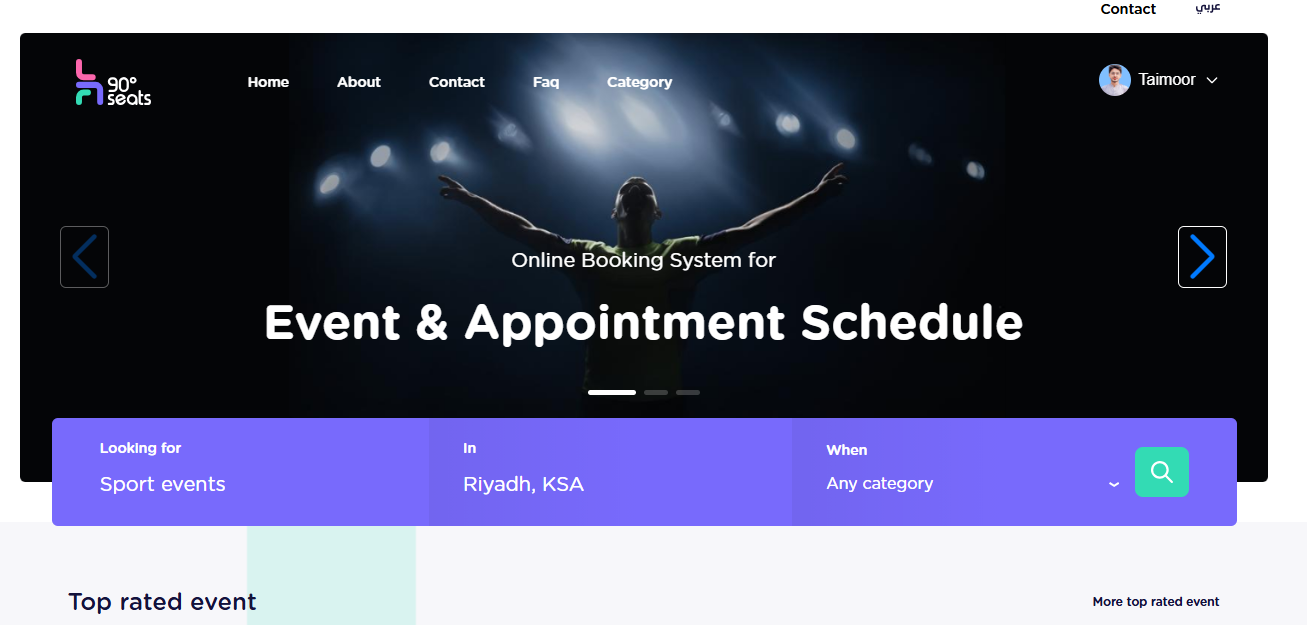 Contact عربي
90°
seats
Home About Contact Faq Category
Taimoor
Online Booking System for
Event & Appointment Schedule
Looking for
Sport events
In
Riyadh, KSA
When
Any category
Top rated event
More top rated event